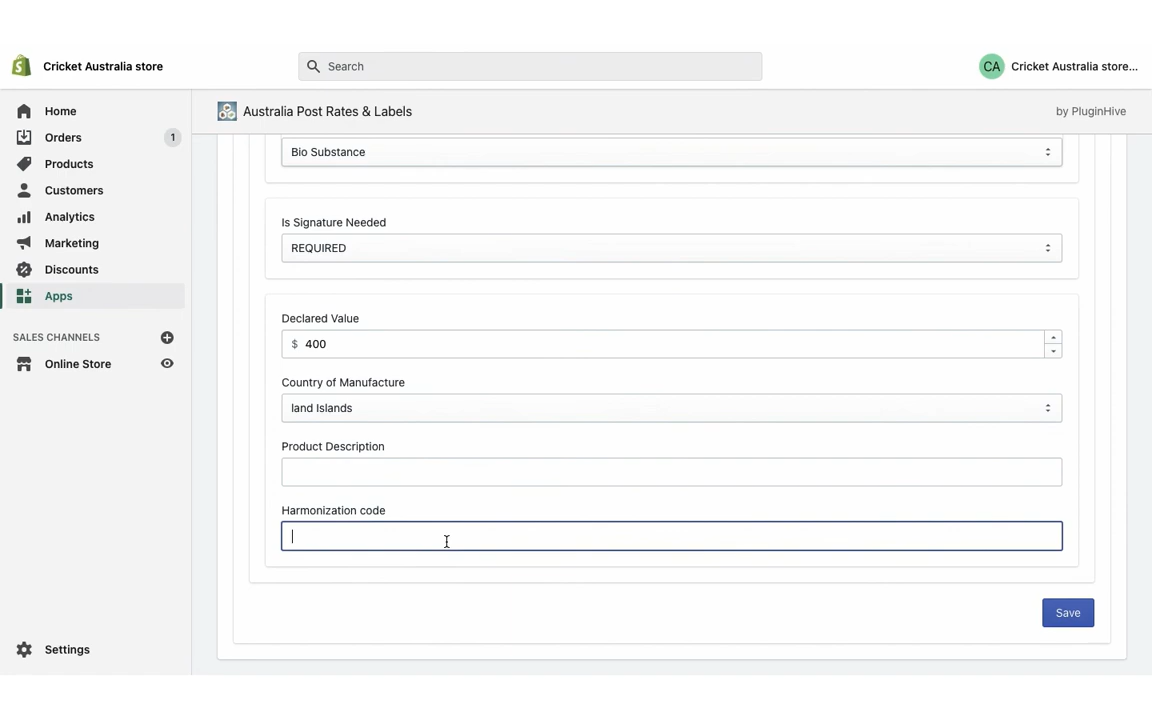 Cricket Australia store
Search
CA
Cricket Australia store...
Home
Orders
1
Products
Customers
Analytics
Marketing
Discounts
Apps
SALES CHANNELS
Online Store
Settings
Australia Post Rates & Labels
by PluginHive
Bio Substance
Is Signature Needed
REQUIRED
Declared Value
$ 400
Country of Manufacture
land Islands
Product Description
Harmonization code
Save